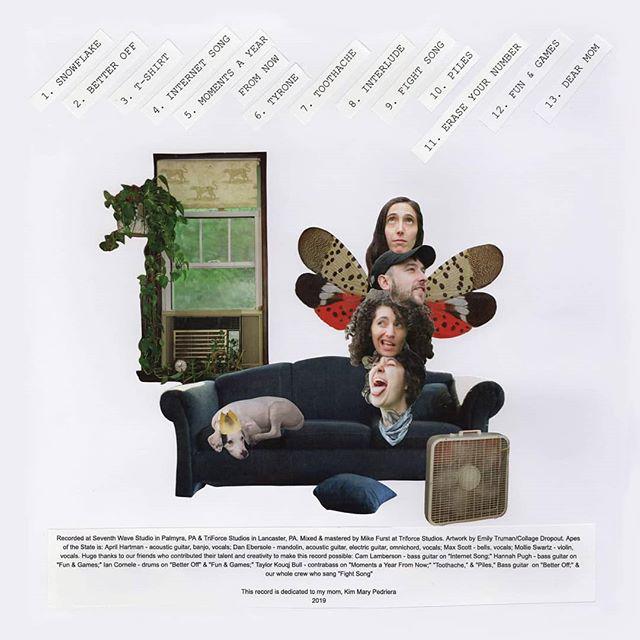 1. SNOWFLAKE
2. BETTER OFF
3. T-SHIRT
4. INTERNET SONG
5. MOMENTS A YEAR
FROM NOW
6. TYRONE
7. TOOTHACHE
8. INTERLUDE
9. FIGHT SONG
10. PILES
11. ERASE YOUR NUMBER
12. FUN & GAMES
13. DEAR MOM
Recorded at Seventh Wave Studio in Palmyra, PA & TriForce Studios in Lancaster, PA. Mixed & mastered by Mike Furst at Triforce Studios. Artwork by Emily Truman/Collage Dropout. Apes
of the State is: April Hartman - acoustic guitar, banjo, vocals; Dan Ebersole - mandolin, acoustic guitar, electric guitar, omnichord, vocals; Max Scott - bells, vocals; Mollie Swartz - violin,
vocals. Huge thanks to our friends who contributed their talent and creativity to make this record possible: Cam Lamberson - bass guitar on "Internet Song;" Hannah Pugh - bass guitar on
"Fun & Games;" Ian Cornele - drums on "Better Off" & "Fun & Games;" Taylor Kouqj Bull - contrabass on "Moments a Year From Now;" "Toothache," & "Piles," Bass guitar on "Better Off;" &
our whole crew who sang "Fight Song"
This record is dedicated to my mom, Kim Mary Pedriera
2019